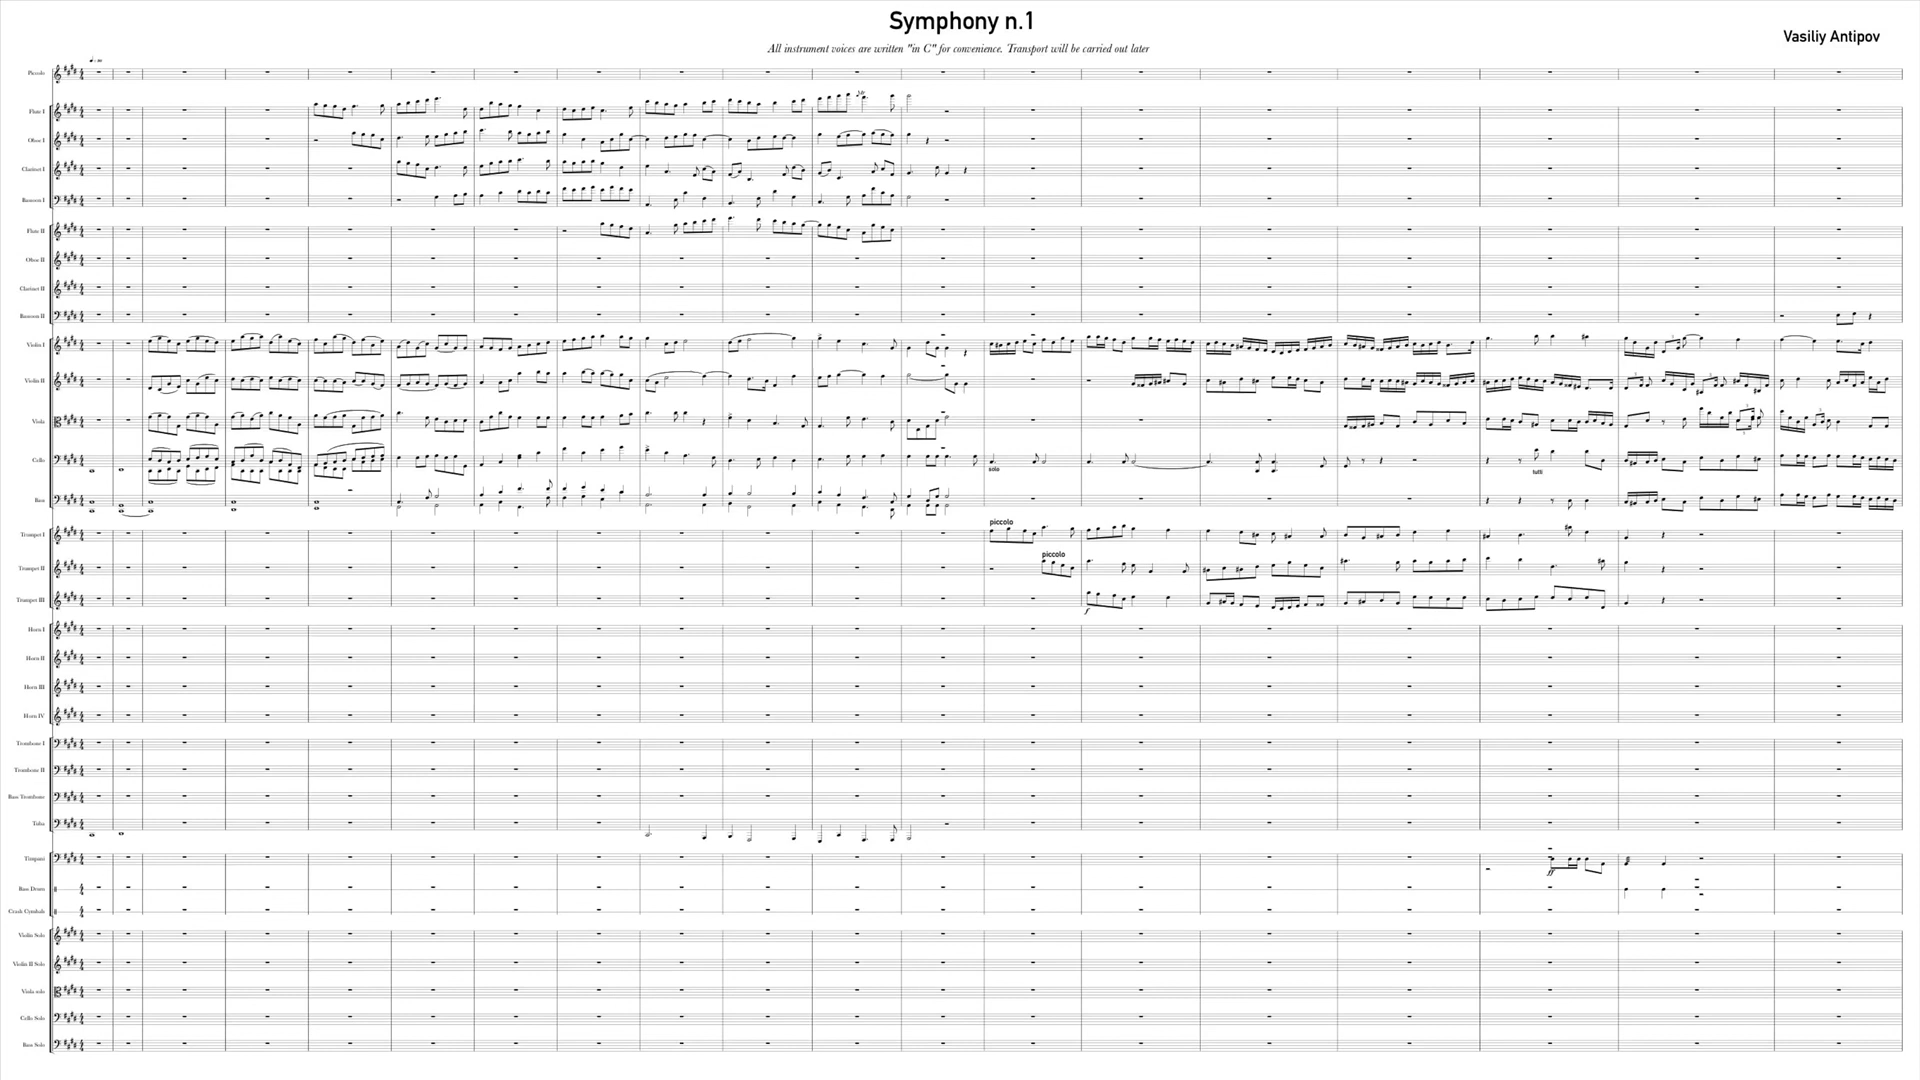 Symphony n.1
All instrument voices are written "in C" for convenience. Transport will be carried out later
Vasiliy Antipov
Piccolo
Flute I
Oboe I
Clarinet I
Bassoon I
Flute II
Oboe II
Clarinet II
Bassoon II
Violin I
Violin II
Viola
Cello
solo
tutti
Bass
piccolo
Trumpet I
piccolo
Trumpet II
Trumpet III
f
Horn I
Horn II
Horn III
Horn IV
Trombone I
Trombone II
Bass Trombone
Tuba
Timpani
ff
Bass Drum
Crash Cymbals
Violin Solo
Violin II Solo
Viola solo
Cello Solo
Bass Solo